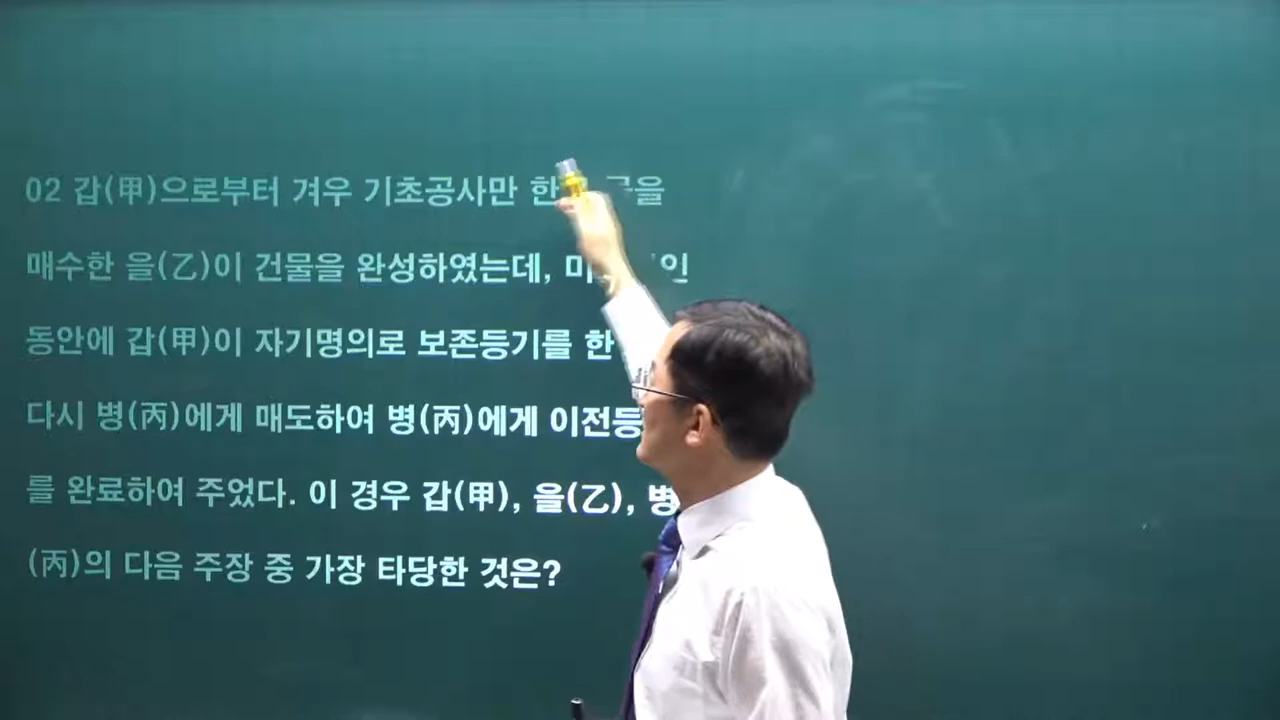 02 갑(甲)으로부터 겨우 기초공사만 한
매수한 을(乙)이 건물을 완성하였는데,
동안에 갑(甲)이 자기명의로 보존등기를 한
다시 병(丙)에게 매도하여 병(丙)에게 이전등
를 완료하여 주었다. 이 경우 갑(甲), 을(乙), 병
(丙)의 다음 주장 중 가장 타당한 것은?